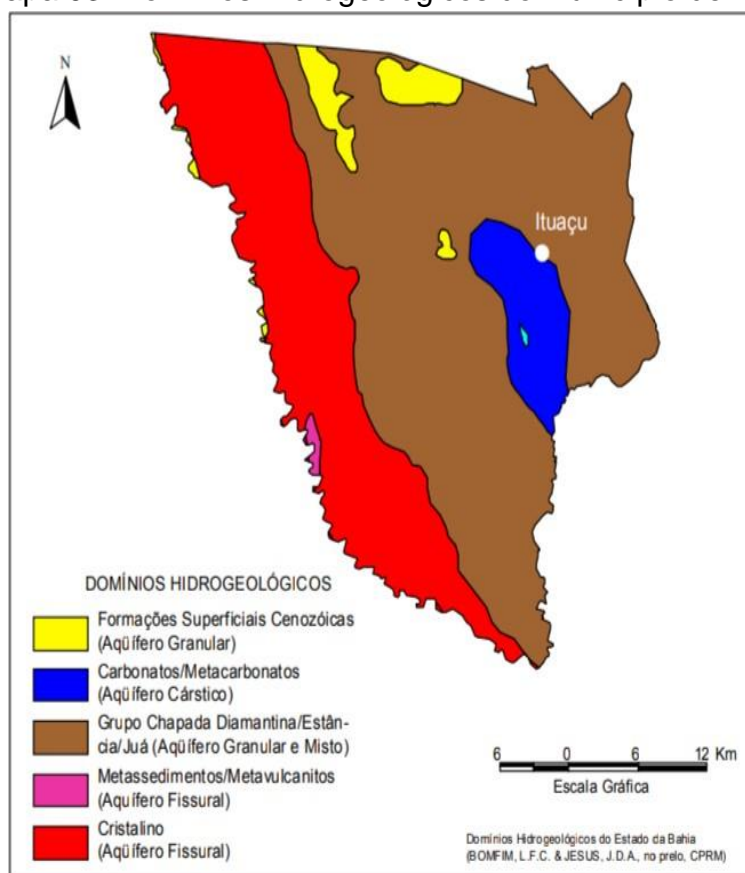 N
Ituaçu
DOMÍNIOS HIDROGEOLÓGICOS
Formações Superficiais Cenozóicas
(Aqüífero Granular)
Carbonatos/Metacarbonatos
(Aqüífero Cárstico)
Grupo Chapada Diamantina/Estân-
cia/Juá (Aqüífero Granular e Misto)
Metassedimentos/Metavulcanitos
(Aquífero Fissural)
Cristalino
(Aqüífero Fissural)
6 0 6 12 Km
Escala Gráfica
Domínios Hidrogeológicos do Estado da Bahia
(BOMFIM, L.F.C. & JESUS, J.D.A., no prelo, CPRM)